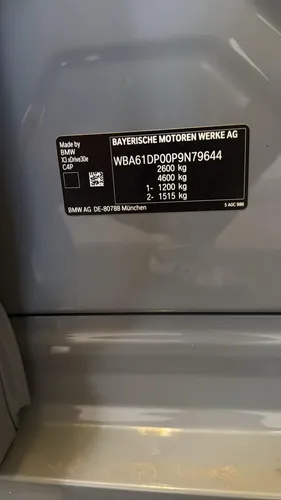 BAYERISCHE MOTOREN WERKE AG
Made by
BMW
X3 xDrive30e
C4P
WBA61DP00P9N79644
2600 kg
4600 kg
1- 1200 kg
2- 1515 kg
BMW AG DE-80788 München
5 A0C 986